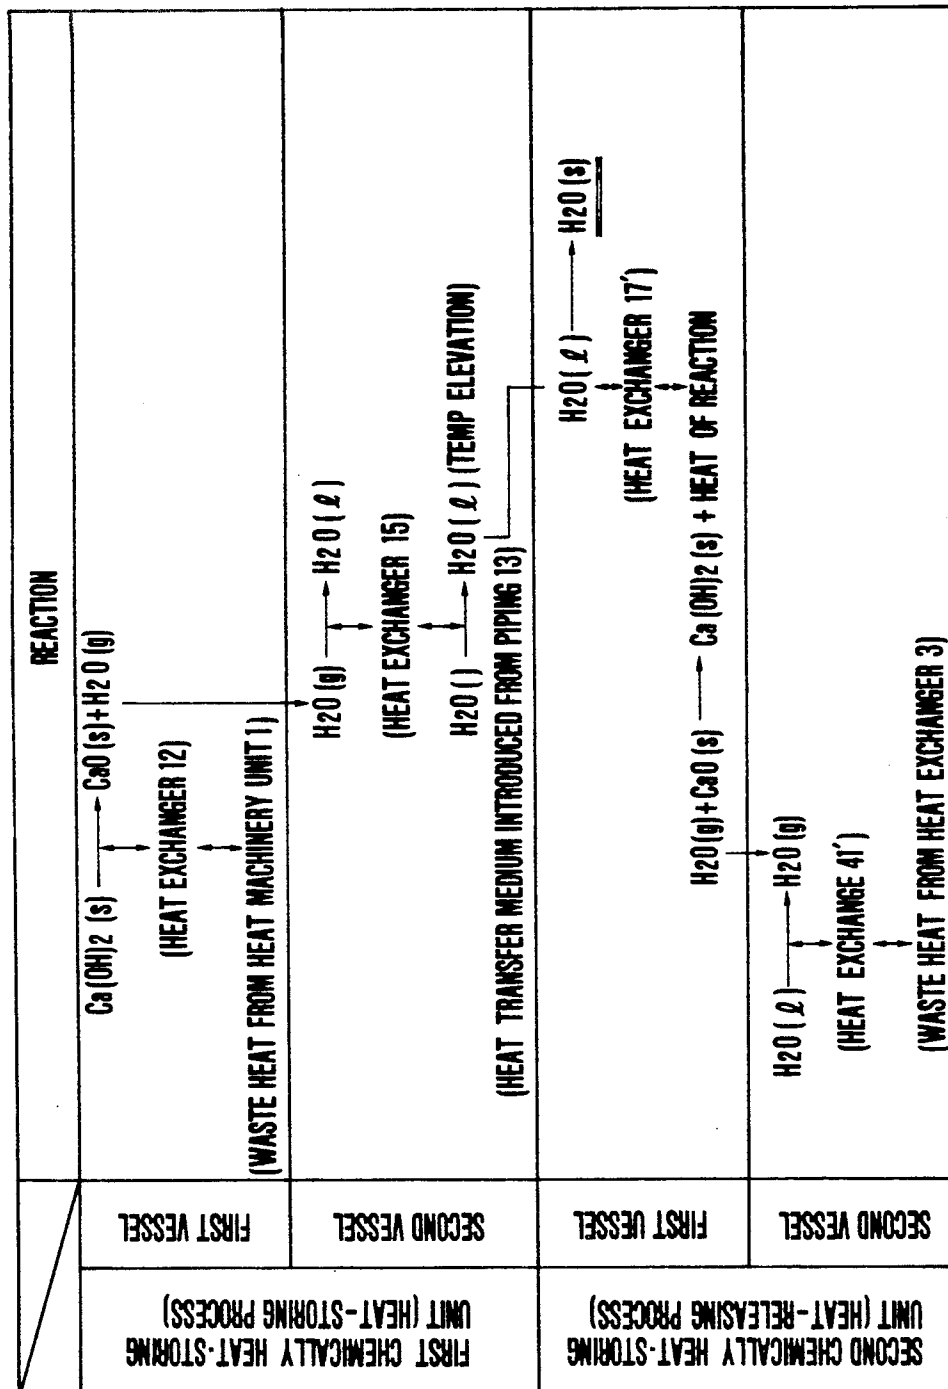 REACTION
FIRST CHEMICALLY HEAT-STORING
UNIT (HEAT-STORING PROCESS)
FIRST VESSEL
Ca(OH)2 (s) → CaO(s)+H2O(g)
(HEAT EXCHANGER 12)
(WASTE HEAT FROM HEAT MACHINERY UNIT 1)
SECOND VESSEL
H2O(g) → H2O(ℓ)
(HEAT EXCHANGER 15)
H2O( ) → H2O(ℓ)(TEMP ELEVATION)
(HEAT TRANSFER MEDIUM INTRODUCED FROM PIPING 13)
SECOND CHEMICALLY HEAT-STORING
UNIT (HEAT-RELEASING PROCESS)
FIRST UESSEL
H2O(ℓ) → H2O(s)
(HEAT EXCHANGER 17')
H2O(g)+CaO(s) → Ca(OH)2(s) + HEAT OF REACTION
SECOND VESSEL
H2O(ℓ) → H2O(g)
(HEAT EXCHANGE 41')
(WASTE HEAT FROM HEAT EXCHANGER 3)